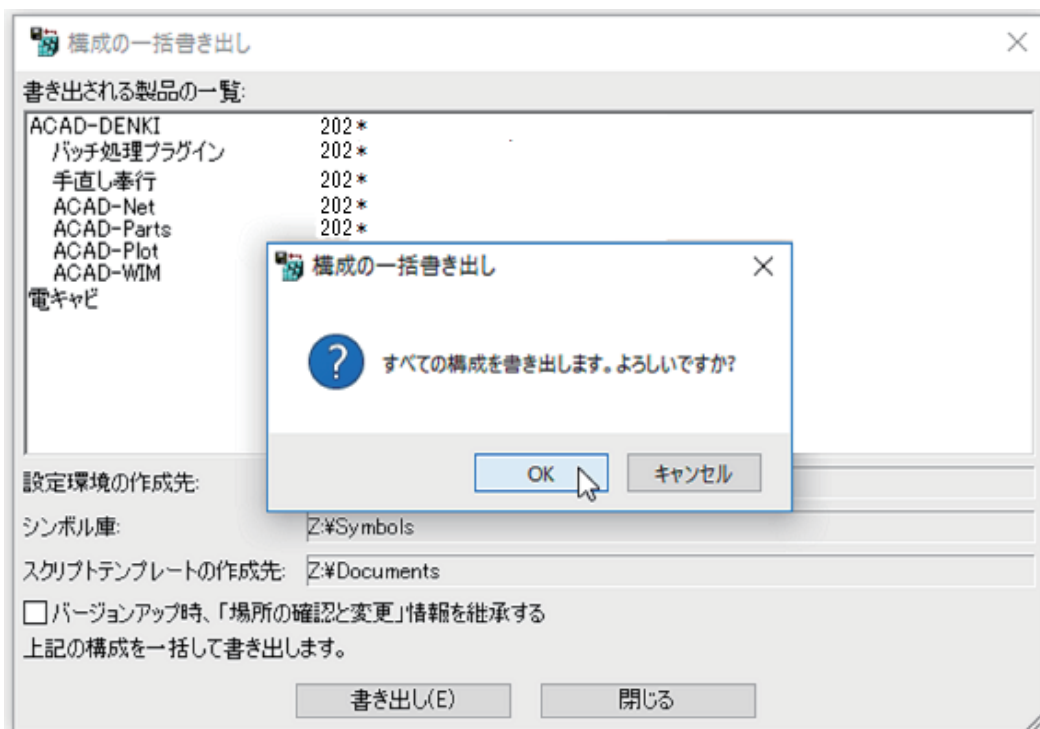 構成の一括書き出し
書き出される製品の一覧:
ACAD-DENKI 202*
バッチ処理プラグイン 202*
手直し奉行 202*
ACAD-Net 202*
ACAD-Parts 202*
ACAD-Plot
ACAD-WIM
電キャビ
構成の一括書き出し
すべての構成を書き出します。よろしいですか?
OK キャンセル
設定環境の作成先:
シンボル庫: Z:¥Symbols
スクリプトテンプレートの作成先: Z:¥Documents
バージョンアップ時、「場所の確認と変更」情報を継承する
上記の構成を一括して書き出します。
書き出し(E) 閉じる